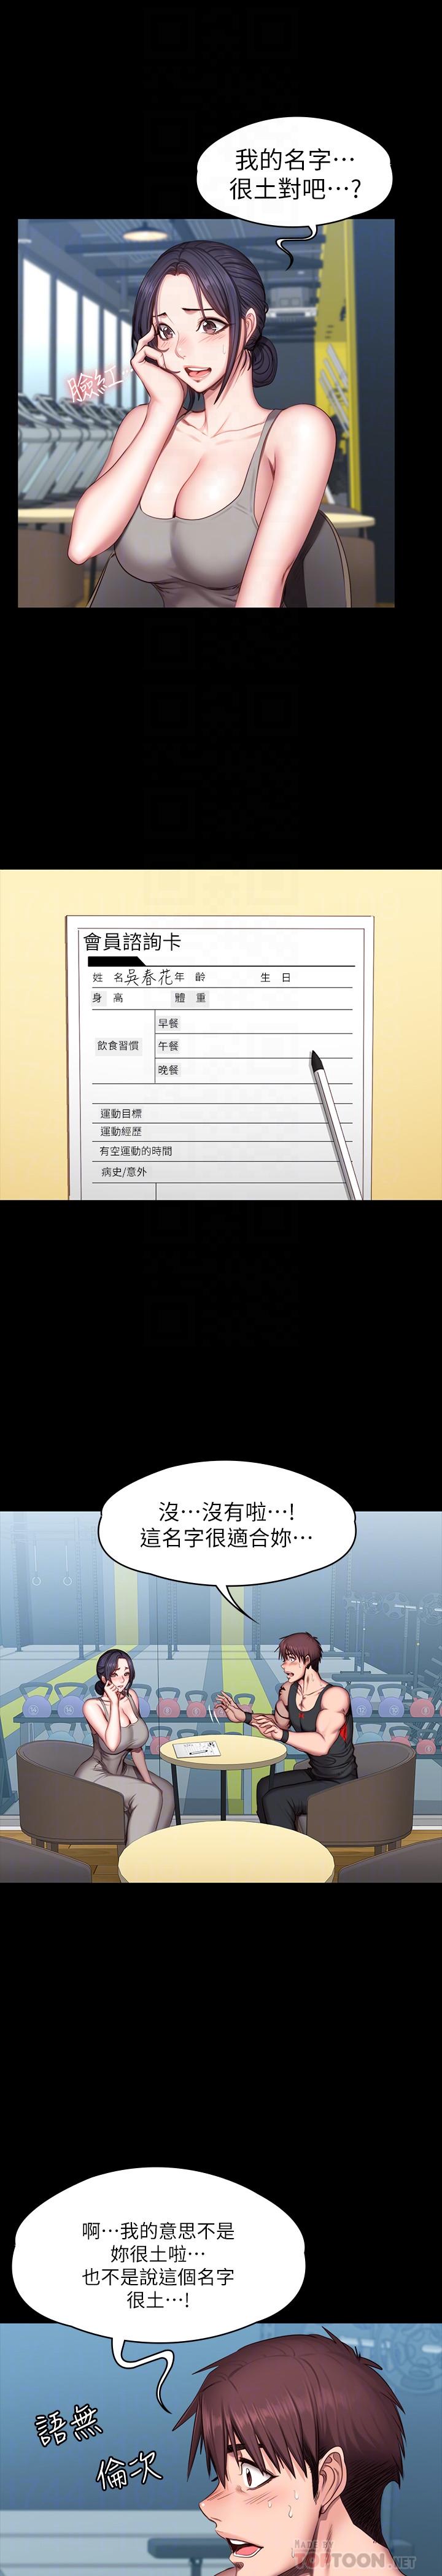 我的名字…
很土對吧…?
臉紅…
會員諮詢卡
姓 名 吳春花 年 齡 生 日
身 高 體 重
飲食習慣
早餐
午餐
晚餐
運動目標
運動經歷
有空運動的時間
病史/意外
沒…沒有啦…!
這名字很適合妳…
啊…我的意思不是
妳很土啦…
也不是說這個名字
很土…!
語無
倫次
MADE BY
TOPTOON.NET